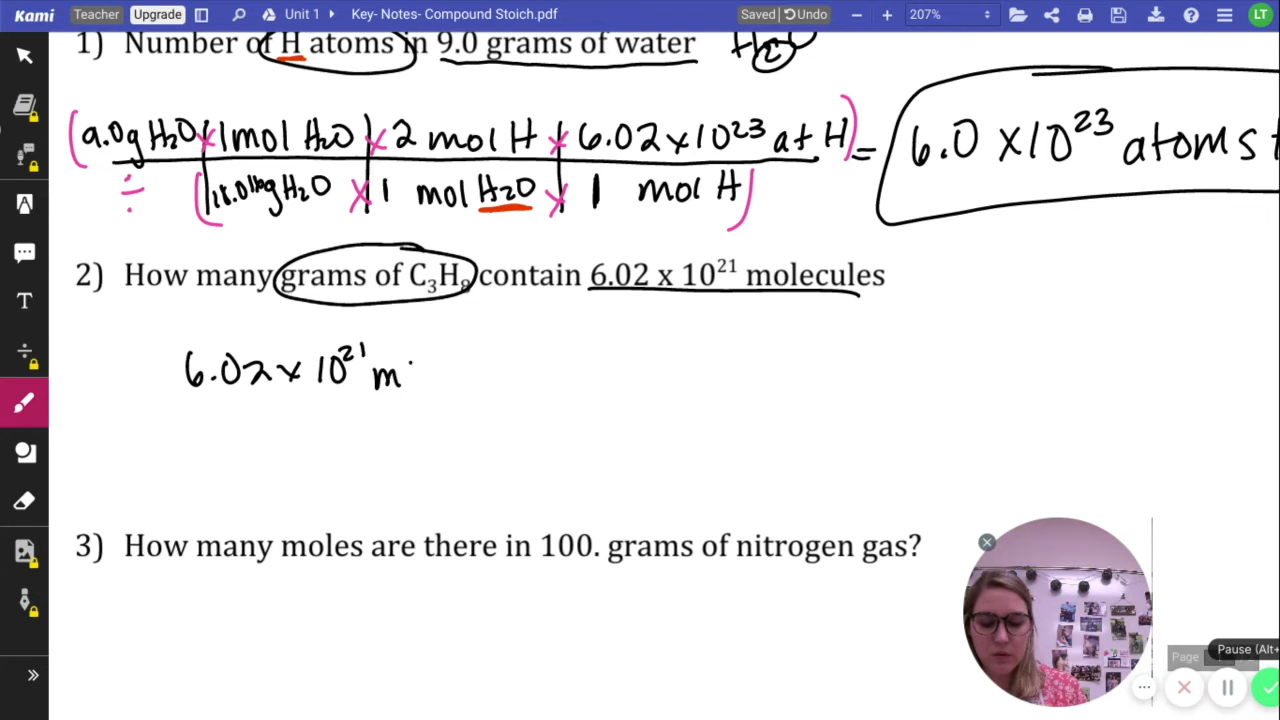 Kami Teacher Upgrade Unit 1 Key- Notes- Compound Stoich.pdf Saved Undo 207% LT
1) Number of H atoms in 9.0 grams of water H2O
9.0g H2O x 1mol H2O x 2 mol H x 6.02 x 10^23 at H = 6.0 x 10^23 atoms
÷ 18.016g H2O x 1 mol H2O x 1 mol H
2) How many grams of C3H8 contain 6.02 x 10^21 molecules
6.02 x 10^21 m
3) How many moles are there in 100. grams of nitrogen gas?
Pause (Alt+
Page